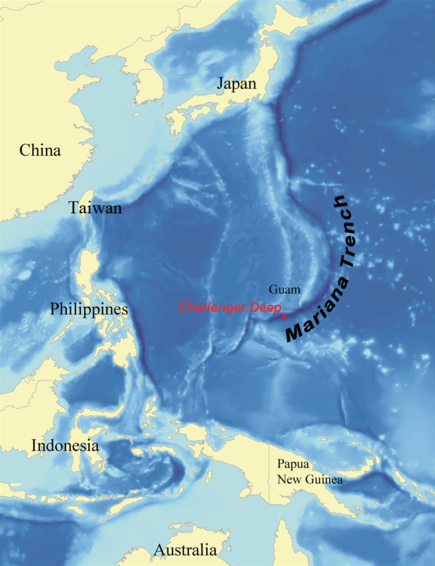 Japan
China
Taiwan
Mariana Trench
Guam
Challenger Deep
Philippines
Indonesia
Papua
New Guinea
Australia